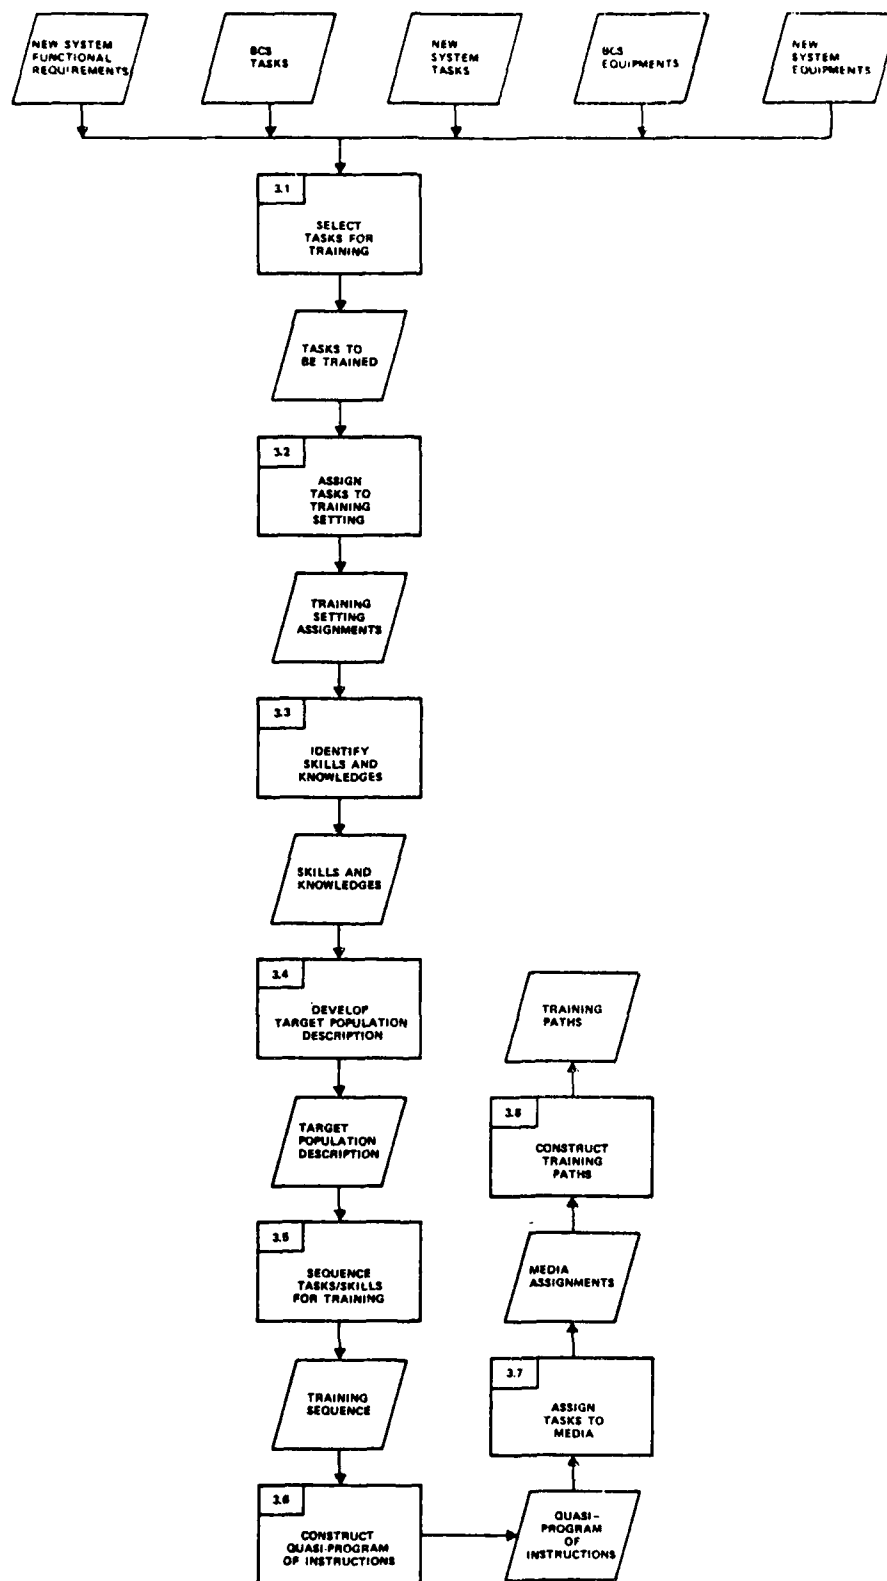 NEW SYSTEM
FUNCTIONAL
REQUIREMENTS
BCS
TASKS
NEW
SYSTEM
TASKS
BCS
EQUIPMENTS
NEW
SYSTEM
EQUIPMENTS
3.1
SELECT
TASKS FOR
TRAINING
TASKS TO
BE TRAINED
3.2
ASSIGN
TASKS TO
TRAINING
SETTING
TRAINING
SETTING
ASSIGNMENTS
3.3
IDENTIFY
SKILLS AND
KNOWLEDGES
SKILLS AND
KNOWLEDGES
3.4
DEVELOP
TARGET POPULATION
DESCRIPTION
TARGET
POPULATION
DESCRIPTION
3.5
SEQUENCE
TASKS/SKILLS
FOR TRAINING
TRAINING
SEQUENCE
3.6
CONSTRUCT
QUASI-PROGRAM
OF INSTRUCTIONS
QUASI-
PROGRAM
OF
INSTRUCTIONS
3.7
ASSIGN
TASKS TO
MEDIA
MEDIA
ASSIGNMENTS
3.8
CONSTRUCT
TRAINING
PATHS
TRAINING
PATHS